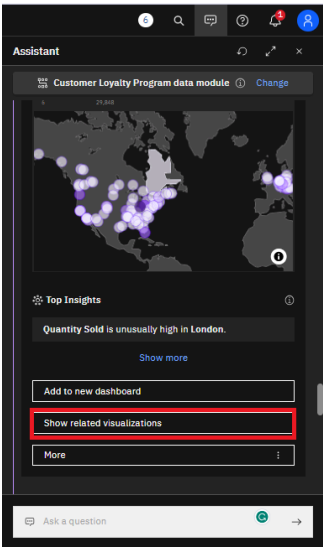 6
Assistant
Customer Loyalty Program data module
Change
6 29,848
Top Insights
Quantity Sold is unusually high in London.
Show more
Add to new dashboard
Show related visualizations
More
Ask a question